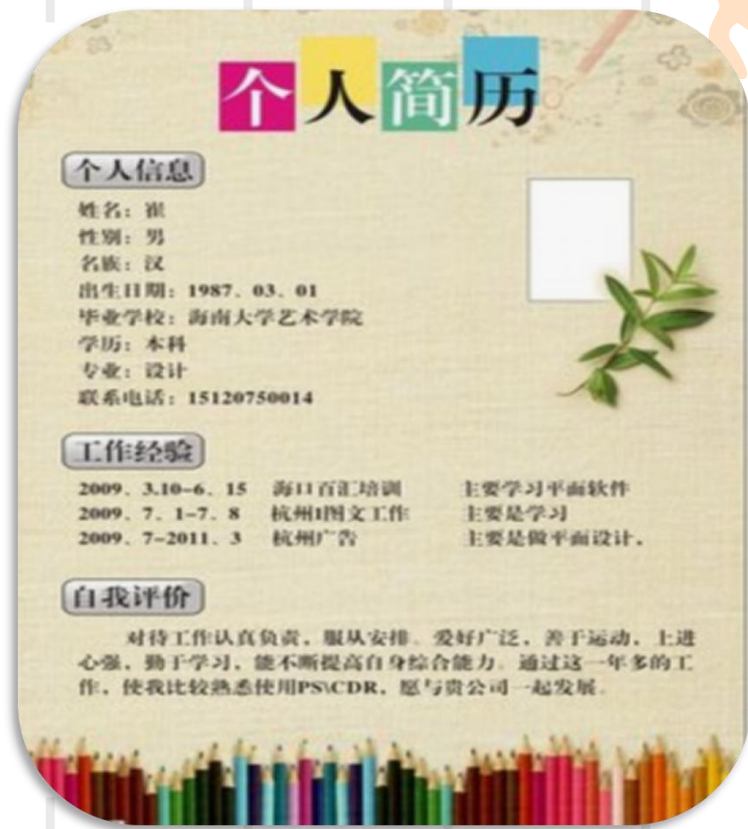 个人简历
个人信息
姓名：崔
性别：男
名族：汉
出生日期：1987．03．01
毕业学校：海南大学艺术学院
学历：本科
专业：设计
联系电话：15120750014
工作经验
2009．3.10-6．15 海口百汇培训 主要学习平面软件
2009．7．1-7．8 杭州图文工作 主要是学习
2009．7-2011．3 杭州广告 主要是做平面设计．
自我评价
对待工作认真负责，服从安排．爱好广泛，善于运动，上进
心强，勤于学习，能不断提高自身综合能力．通过这一年多的工
作，使我比较熟悉使用PS\CDR，愿与贵公司一起发展．